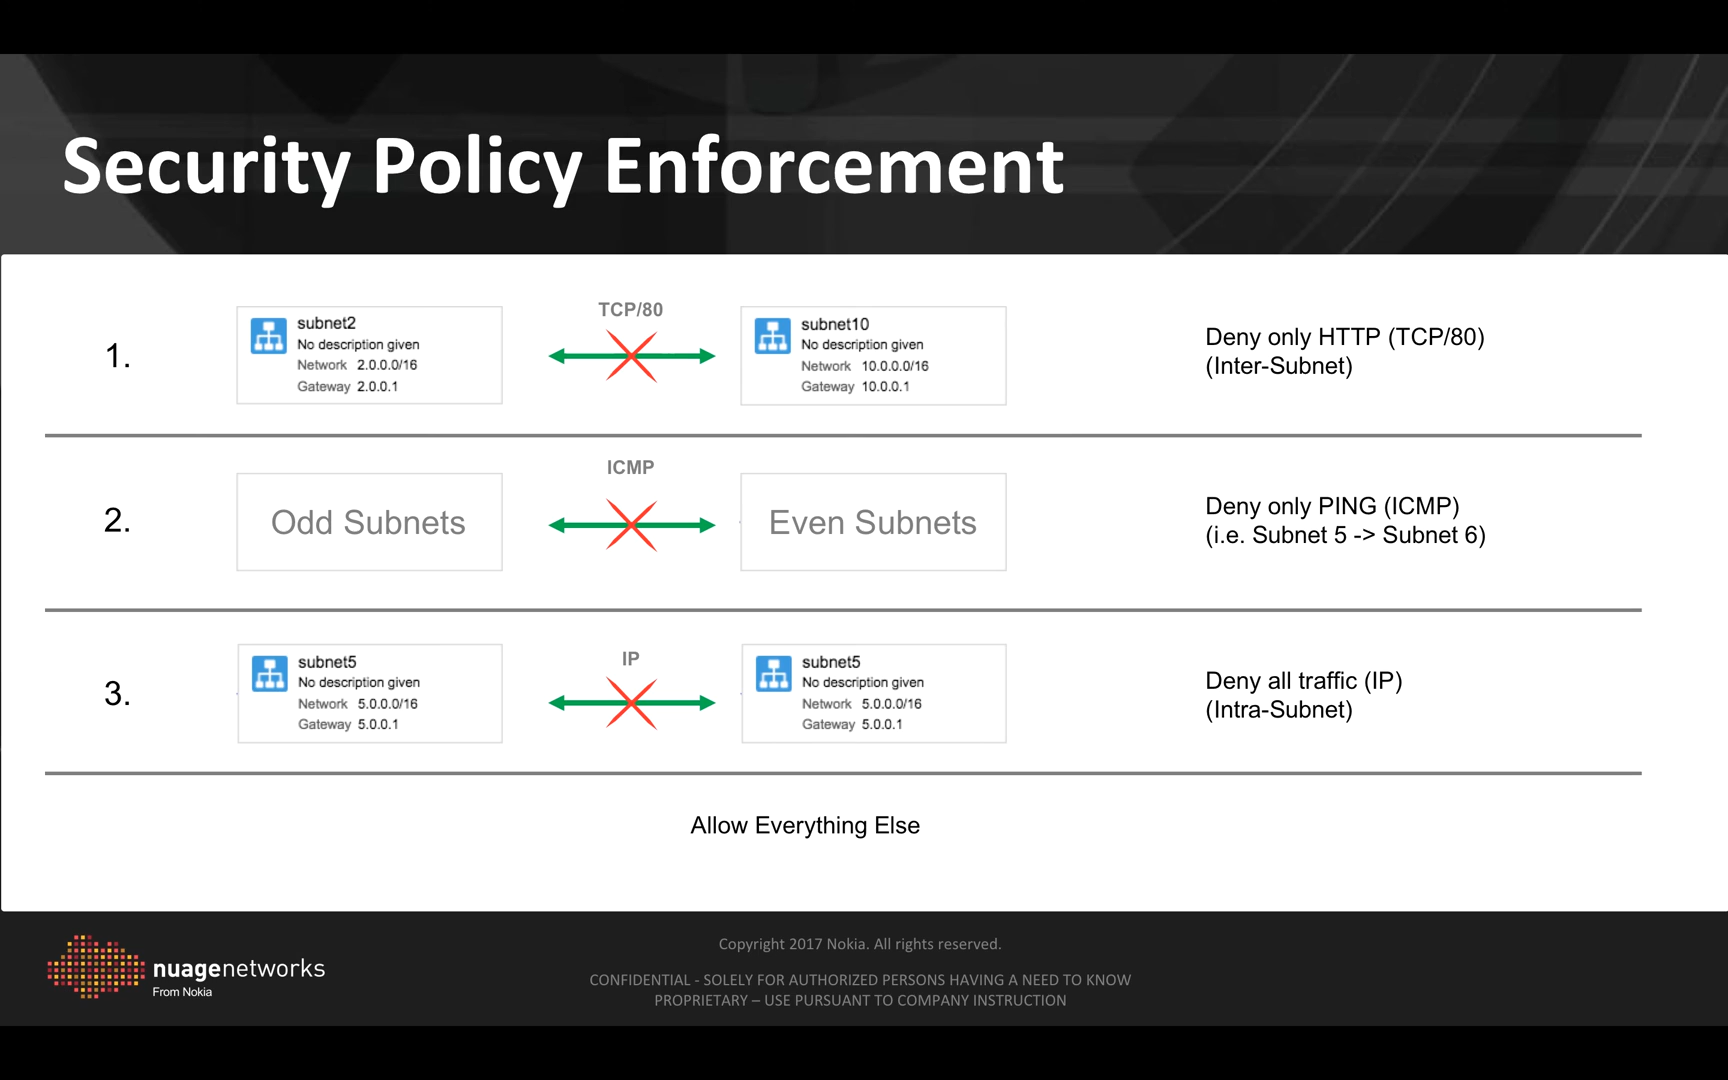 Security Policy Enforcement
1.
subnet2
No description given
Network 2.0.0.0/16
Gateway 2.0.0.1
TCP/80
subnet10
No description given
Network 10.0.0.0/16
Gateway 10.0.0.1
Deny only HTTP (TCP/80)
(Inter-Subnet)
2.
Odd Subnets
ICMP
Even Subnets
Deny only PING (ICMP)
(i.e. Subnet 5 -> Subnet 6)
3.
subnet5
No description given
Network 5.0.0.0/16
Gateway 5.0.0.1
IP
subnet5
No description given
Network 5.0.0.0/16
Gateway 5.0.0.1
Deny all traffic (IP)
(Intra-Subnet)
Allow Everything Else
nuagenetworks
From Nokia
Copyright 2017 Nokia. All rights reserved.
CONFIDENTIAL - SOLELY FOR AUTHORIZED PERSONS HAVING A NEED TO KNOW
PROPRIETARY – USE PURSUANT TO COMPANY INSTRUCTION